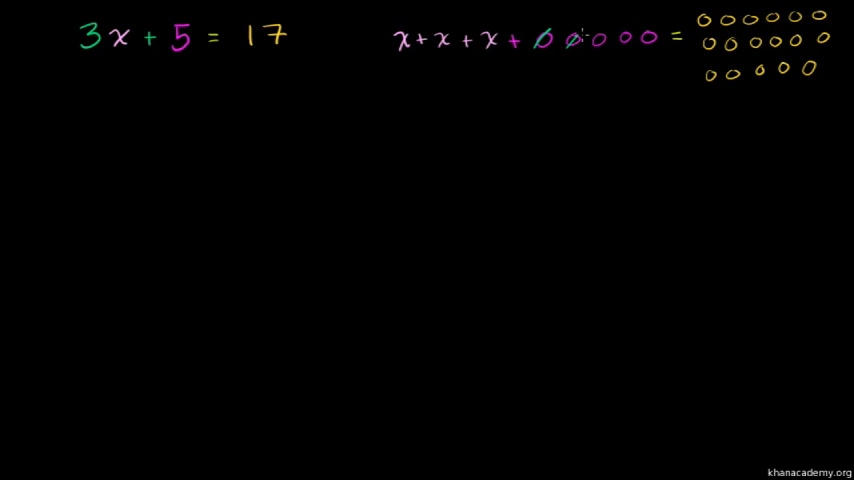 3x + 5 = 17
x + x + x + 0 0 0 0 0 =
0 0 0 0 0 0
0 0 0 0 0 0
0 0 0 0 0
khanacademy.org